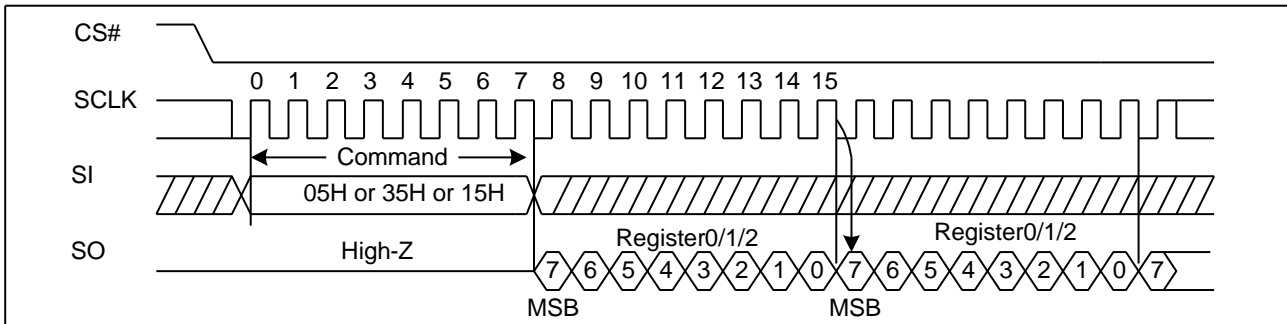 CS#
0 1 2 3 4 5 6 7 8 9 10 11 12 13 14 15
SCLK
Command
SI
05H or 35H or 15H
Register0/1/2 Register0/1/2
SO
High-Z
7 6 5 4 3 2 1 0 7 6 5 4 3 2 1 0 7
MSB MSB